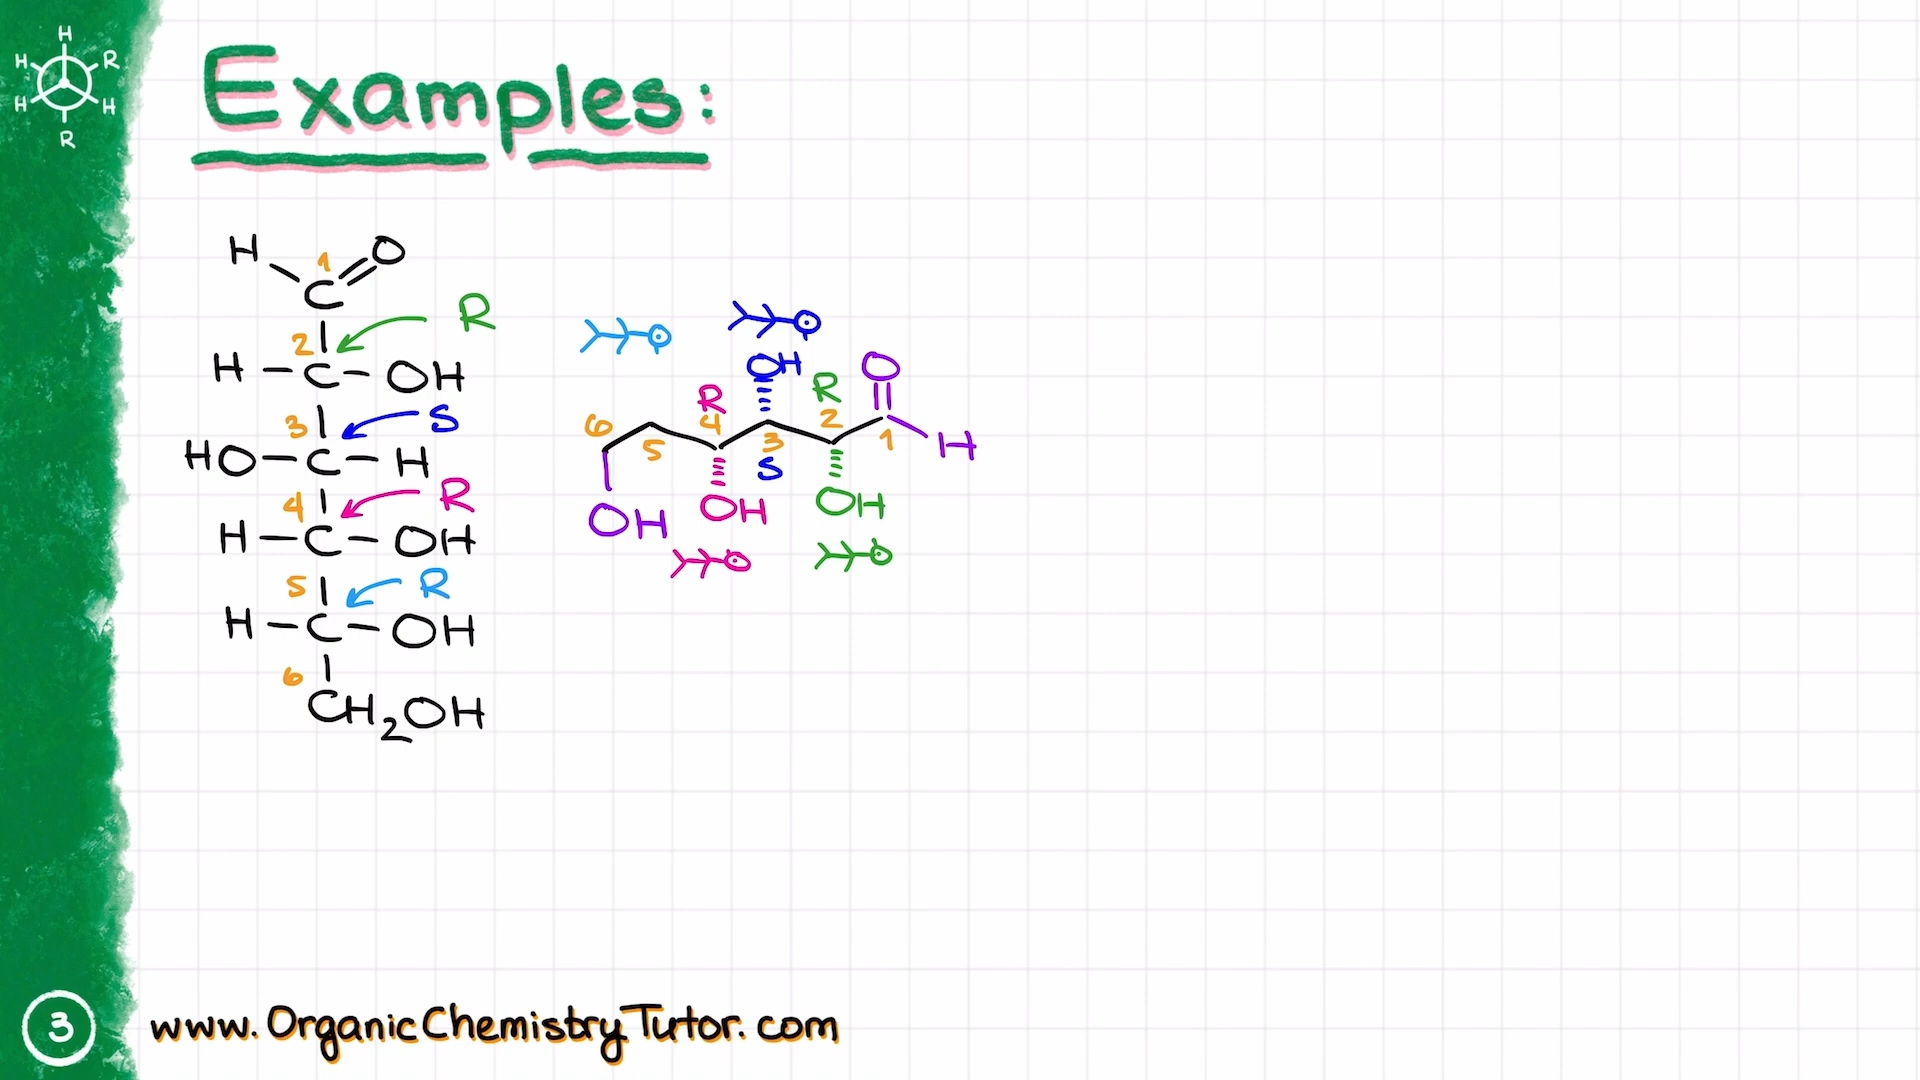 H
H R
H H
R
Examples:
H 1 O
C
R
2
H - C - OH
3 S
HO - C - H
4 R
H - C - OH
5 R
H - C - OH
6
CH2OH
OH O
R R
6 4 2
5 3 1 H
S
OH OH OH
3
www.OrganicChemistryTutor.com